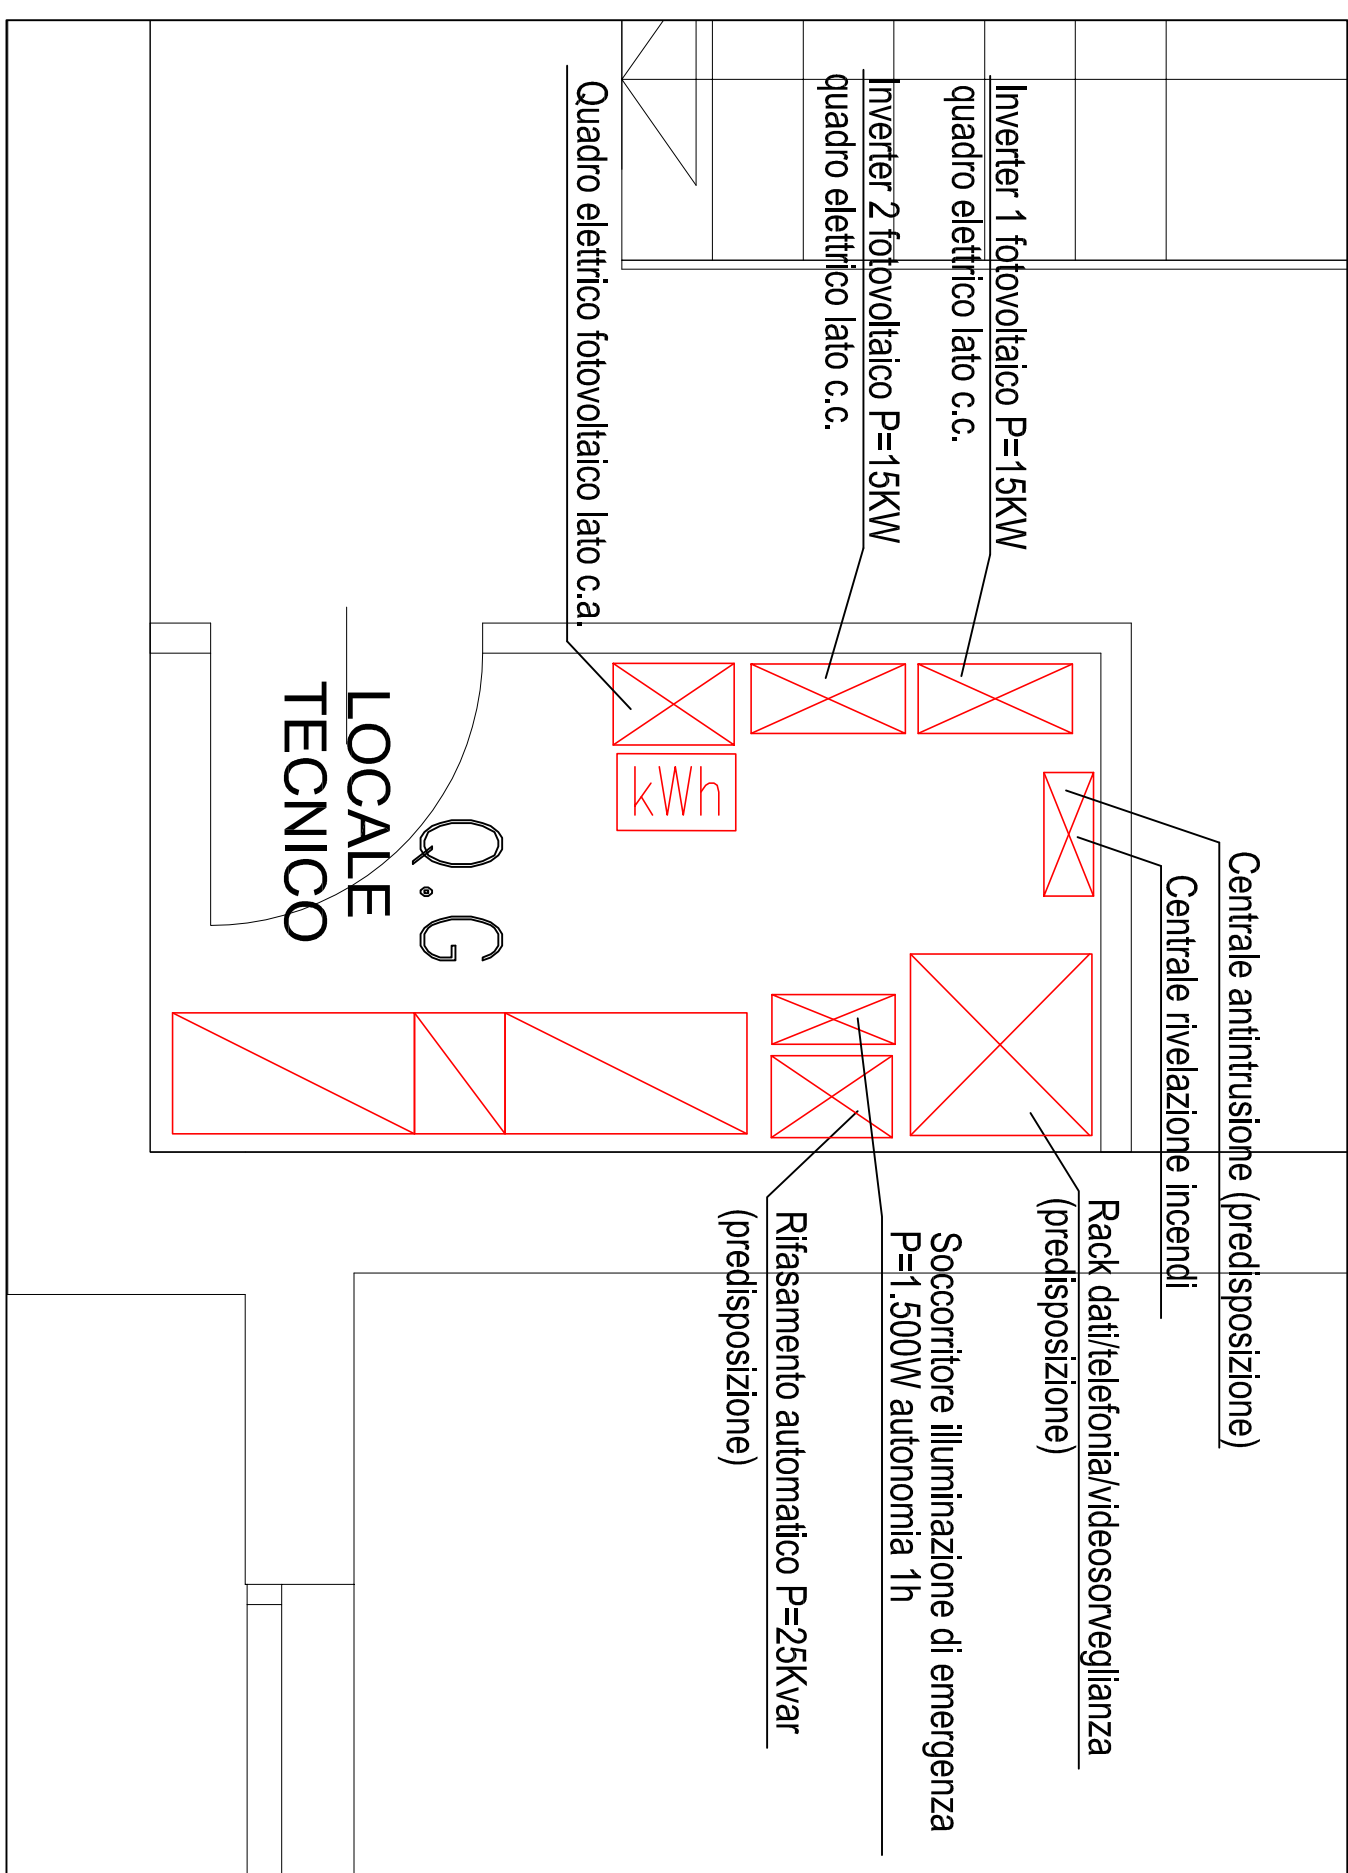 Centrale antintrusione (predisposizione)
Centrale rivelazione incendi
Inverter 1 fotovoltaico P=15KW
quadro elettrico lato c.c.
Inverter 2 fotovoltaico P=15KW
quadro elettrico lato c.c.
Quadro elettrico fotovoltaico lato c.a.
kWh
Rack dati/telefonia/videosorveglianza
(predisposizione)
Soccorritore illuminazione di emergenza
P=1.500W autonomia 1h
Rifasamento automatico P=25Kvar
(predisposizione)
Q.G
LOCALE
TECNICO